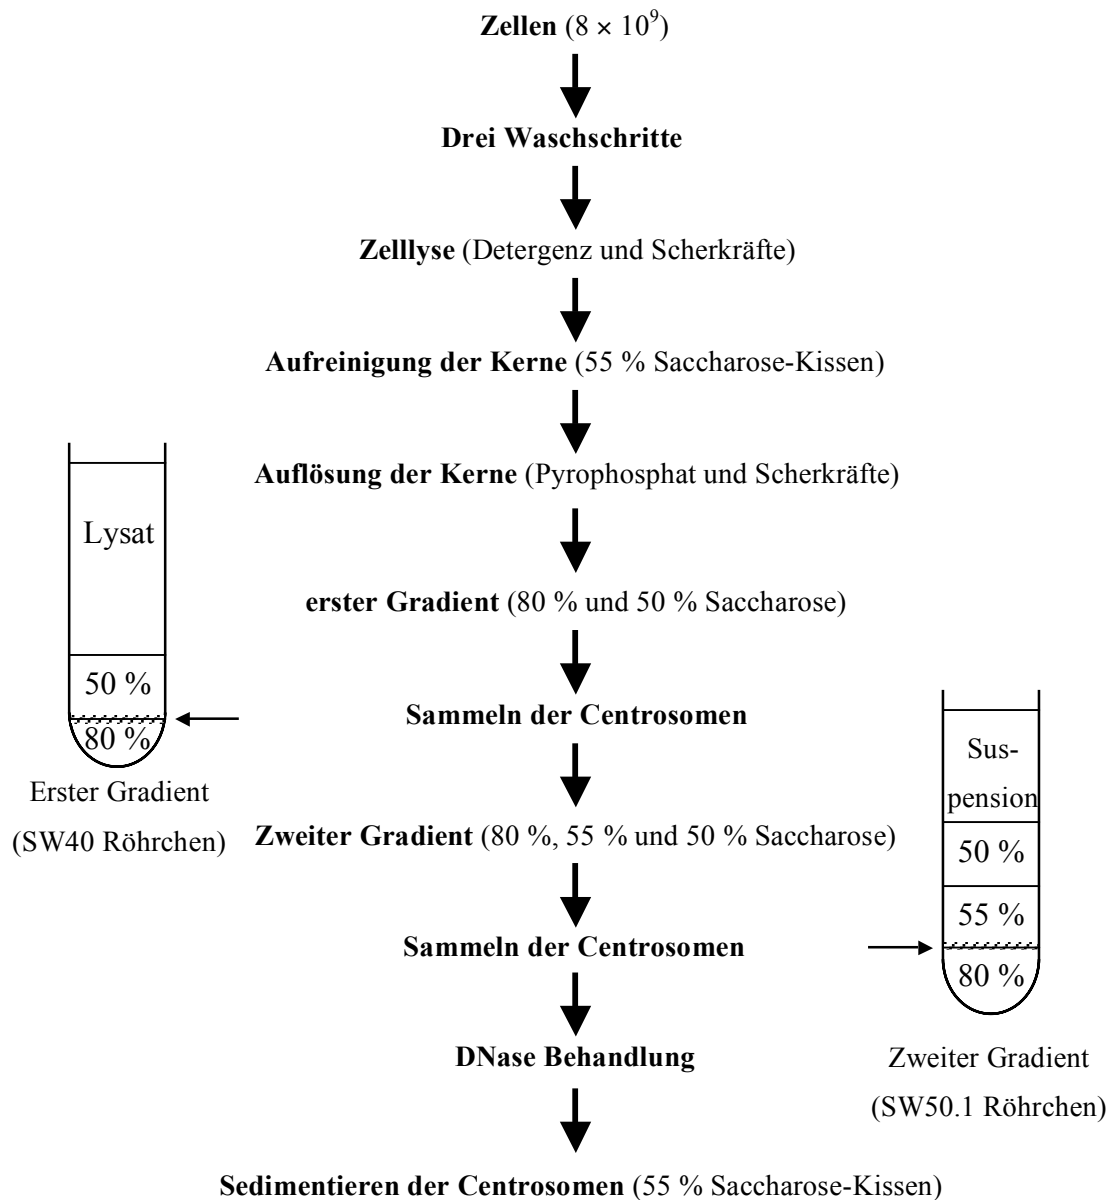 Zellen (8 × 10⁹)
Drei Waschschritte
Zelllyse (Detergenz und Scherkräfte)
Aufreinigung der Kerne (55 % Saccharose-Kissen)
Auflösung der Kerne (Pyrophosphat und Scherkräfte)
erster Gradient (80 % und 50 % Saccharose)
Sammeln der Centrosomen
Zweiter Gradient (80 %, 55 % und 50 % Saccharose)
Sammeln der Centrosomen
DNase Behandlung
Sedimentieren der Centrosomen (55 % Saccharose-Kissen)
Lysat
50 %
80 %
Erster Gradient
(SW40 Röhrchen)
Sus-
pension
50 %
55 %
80 %
Zweiter Gradient
(SW50.1 Röhrchen)